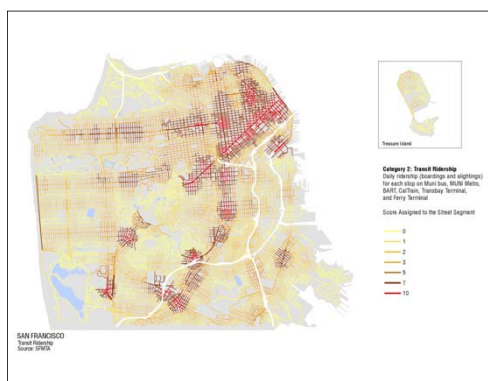 Treasure Island
Category 2: Transit Ridership
Daily ridership (boardings and alightings)
for each stop on Muni bus, MUNI Metro,
BART, CalTrain, Transbay Terminal,
and Ferry Terminal
Score Assigned to the Street Segment
0
1
2
3
5
7
10
SAN FRANCISCO
Transit Ridership
Source: SFMTA